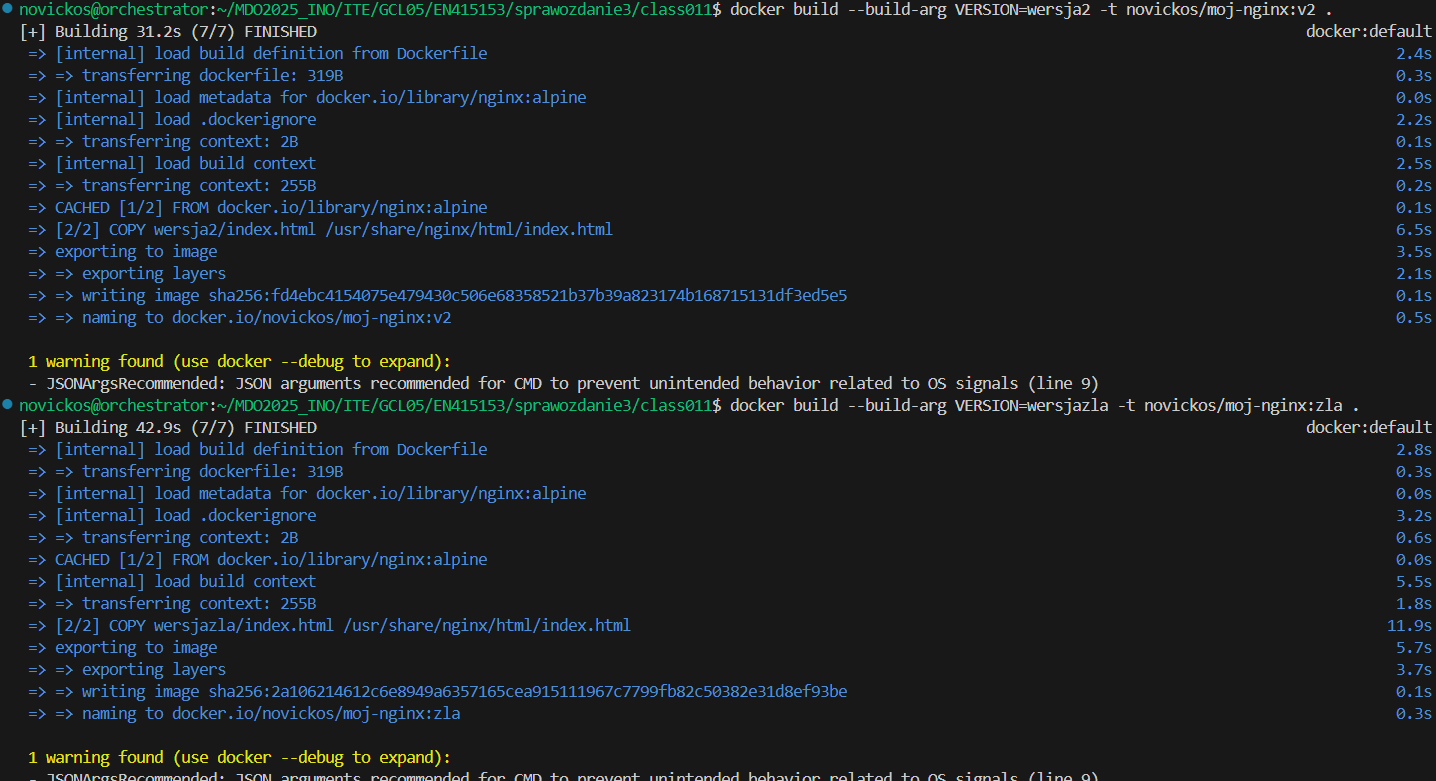 novickos@orchestrator:~/MDO2025_INO/ITE/GCL05/EN415153/sprawozdanie3/class011$ docker build --build-arg VERSION=wersja2 -t novickos/moj-nginx:v2 .
[+] Building 31.2s (7/7) FINISHED docker:default
=> [internal] load build definition from Dockerfile 2.4s
=> => transferring dockerfile: 319B 0.3s
=> [internal] load metadata for docker.io/library/nginx:alpine 0.0s
=> [internal] load .dockerignore 2.2s
=> => transferring context: 2B 0.1s
=> [internal] load build context 2.5s
=> => transferring context: 255B 0.2s
=> CACHED [1/2] FROM docker.io/library/nginx:alpine 0.1s
=> [2/2] COPY wersja2/index.html /usr/share/nginx/html/index.html 6.5s
=> exporting to image 3.5s
=> => exporting layers 2.1s
=> => writing image sha256:fd4ebc4154075e479430c506e68358521b37b39a823174b168715131df3ed5e5 0.1s
=> => naming to docker.io/novickos/moj-nginx:v2 0.5s
1 warning found (use docker --debug to expand):
- JSONArgsRecommended: JSON arguments recommended for CMD to prevent unintended behavior related to OS signals (line 9)
novickos@orchestrator:~/MDO2025_INO/ITE/GCL05/EN415153/sprawozdanie3/class011$ docker build --build-arg VERSION=wersjazla -t novickos/moj-nginx:zla .
[+] Building 42.9s (7/7) FINISHED docker:default
=> [internal] load build definition from Dockerfile 2.8s
=> => transferring dockerfile: 319B 0.3s
=> [internal] load metadata for docker.io/library/nginx:alpine 0.0s
=> [internal] load .dockerignore 3.2s
=> => transferring context: 2B 0.6s
=> CACHED [1/2] FROM docker.io/library/nginx:alpine 0.0s
=> [internal] load build context 5.5s
=> => transferring context: 255B 1.8s
=> [2/2] COPY wersjazla/index.html /usr/share/nginx/html/index.html 11.9s
=> exporting to image 5.7s
=> => exporting layers 3.7s
=> => writing image sha256:2a106214612c6e8949a6357165cea915111967c7799fb82c50382e31d8ef93be 0.1s
=> => naming to docker.io/novickos/moj-nginx:zla 0.3s
1 warning found (use docker --debug to expand):
- JSONArgsRecommended: JSON arguments recommended for CMD to prevent unintended behavior related to OS signals (line 9)